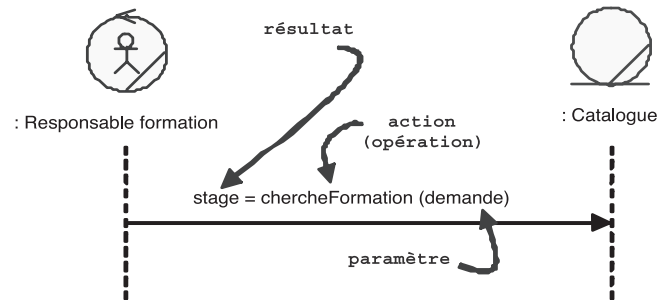 résultat
: Responsable formation
: Catalogue
action
(opération)
stage = chercheFormation (demande)
paramètre